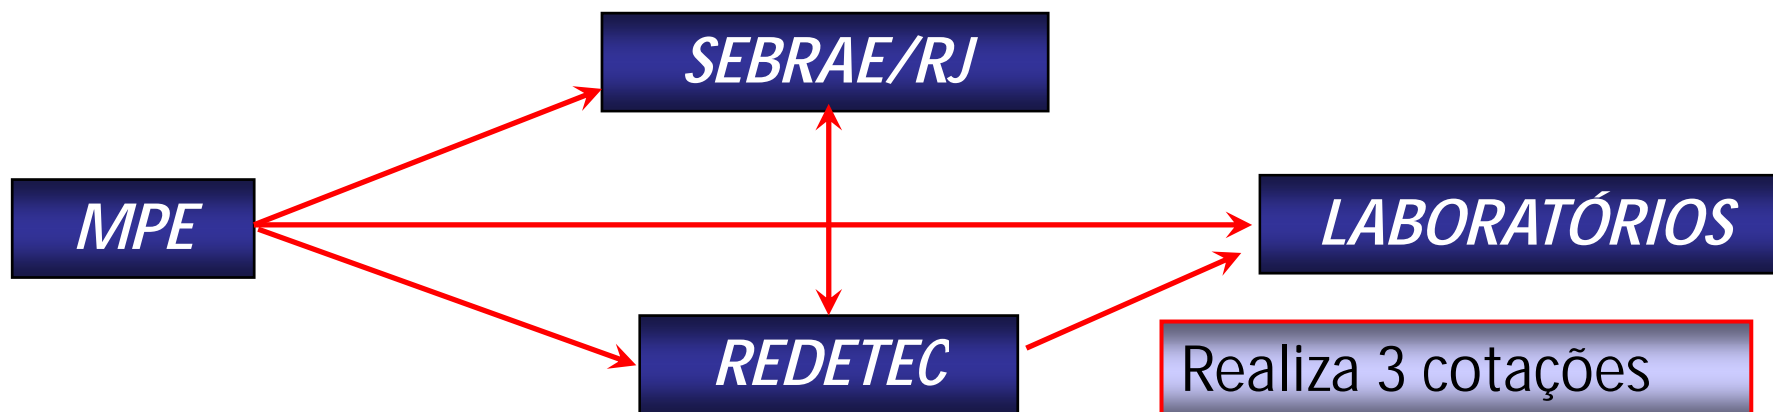 SEBRAE/RJ
MPE
LABORATÓRIOS
REDETEC
Realiza 3 cotações